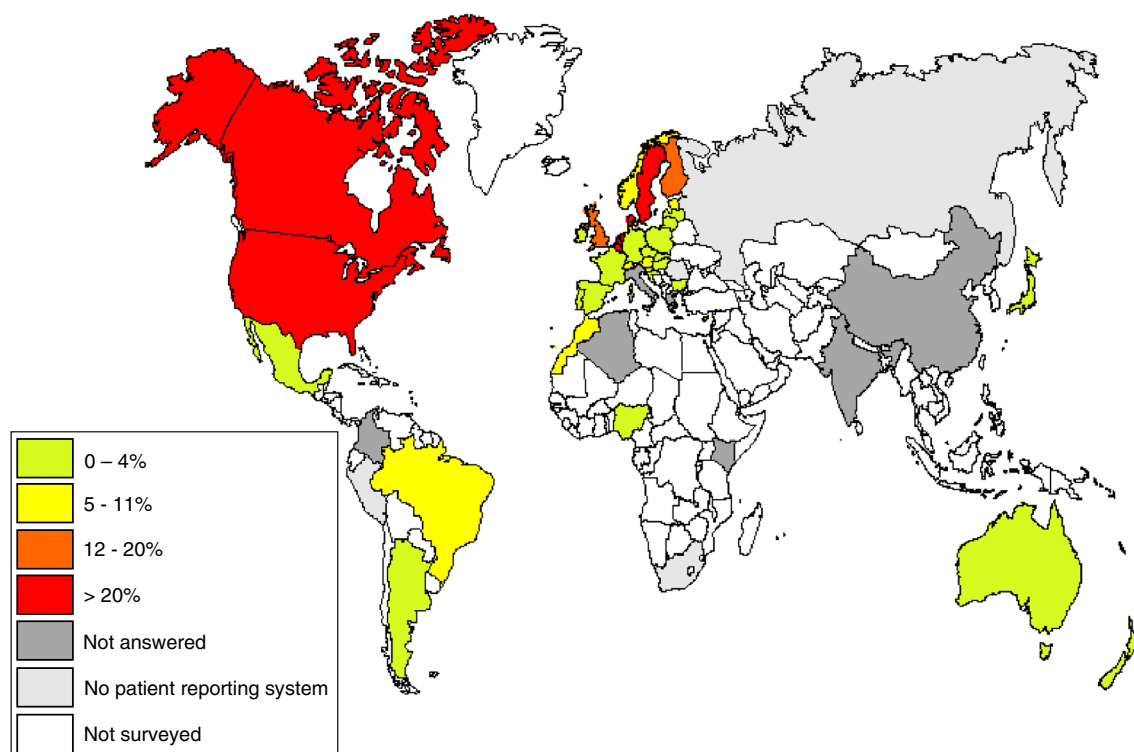 0 – 4%
5 - 11%
12 - 20%
> 20%
Not answered
No patient reporting system
Not surveyed